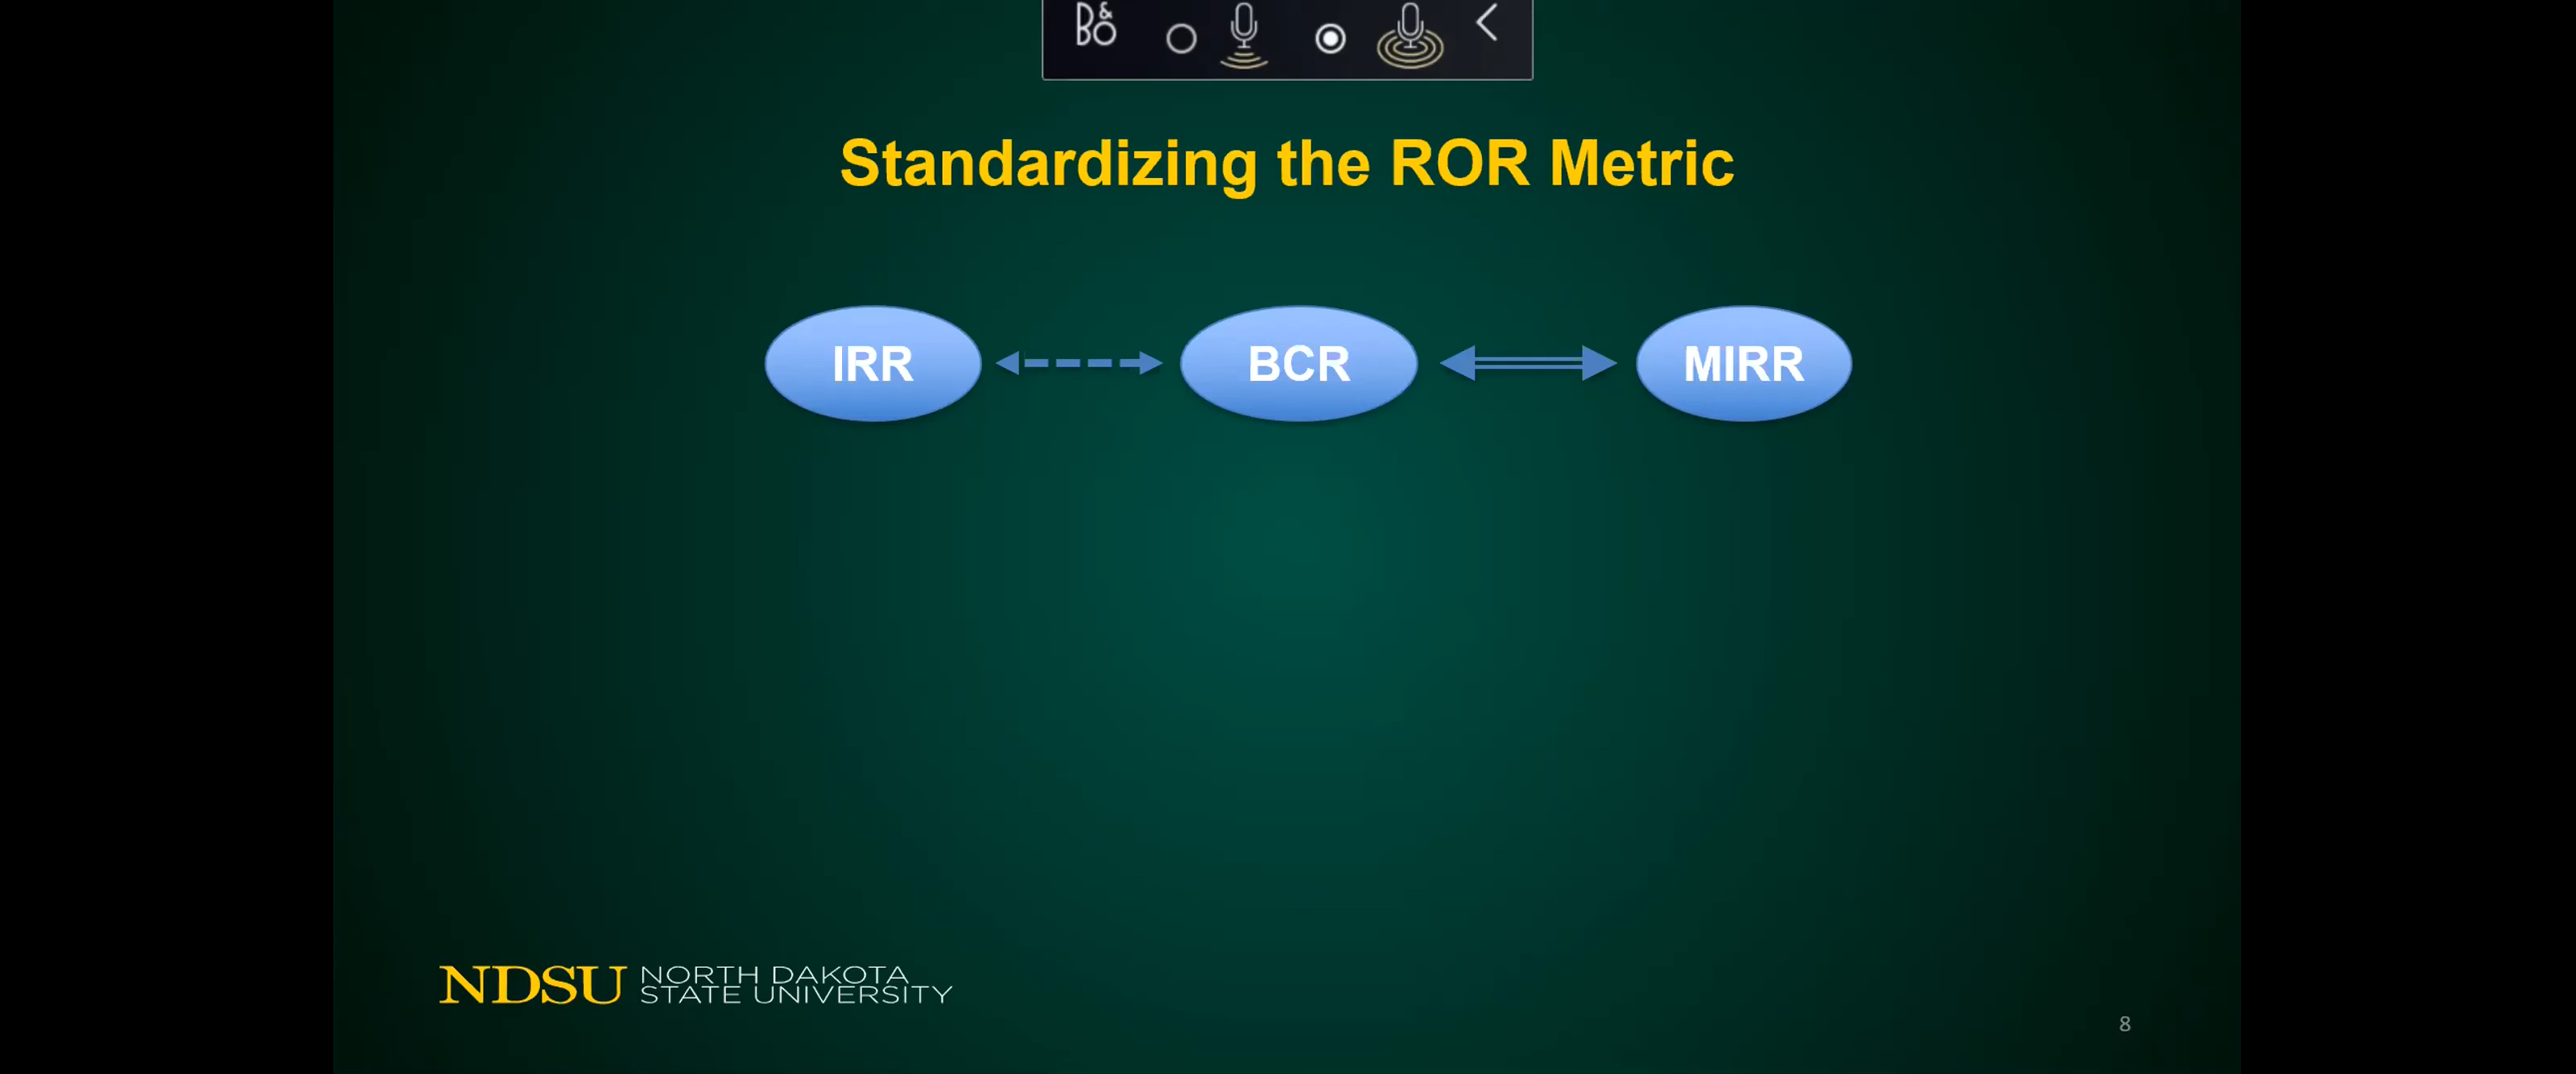 B&O
Standardizing the ROR Metric
IRR BCR MIRR
NDSU NORTH DAKOTA
STATE UNIVERSITY
8